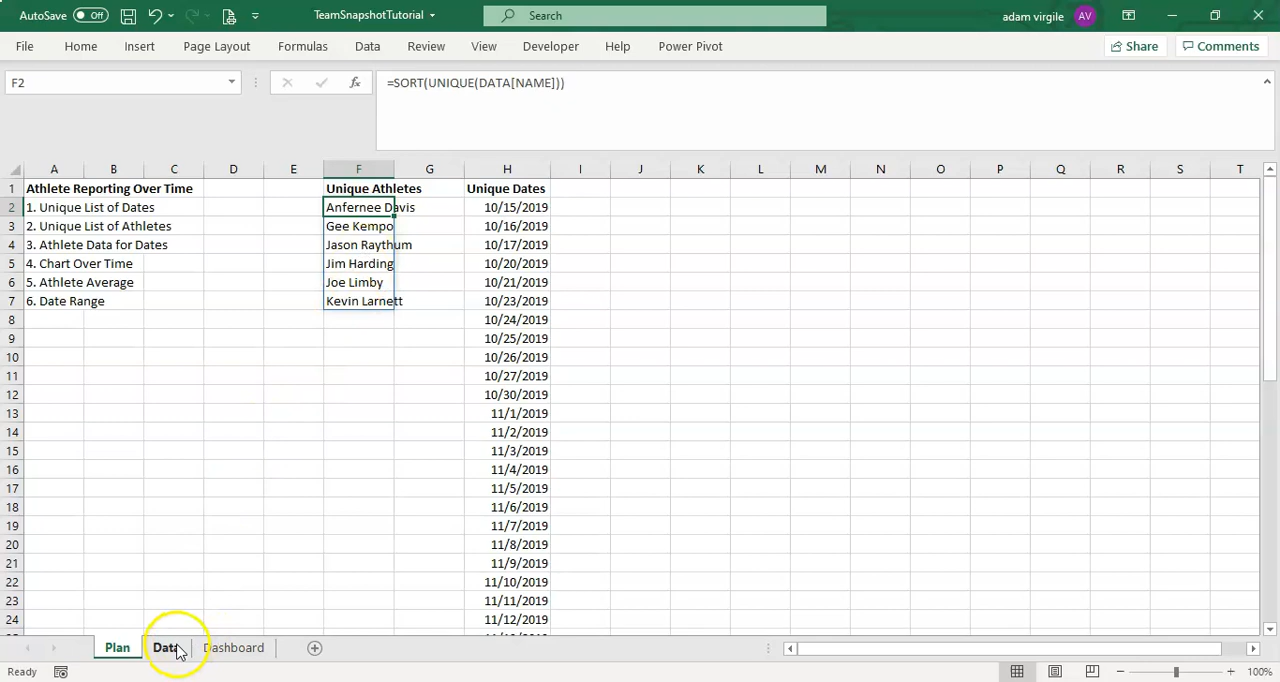 AutoSave Off TeamSnapshotTutorial Search adam virgile AV
File Home Insert Page Layout Formulas Data Review View Developer Help Power Pivot Share Comments
F2 fx =SORT(UNIQUE(DATA[NAME]))
A B C D E F G H I J K L M N O P Q R S T
1 Athlete Reporting Over Time Unique Athletes Unique Dates
2 1. Unique List of Dates Anfernee Davis 10/15/2019
3 2. Unique List of Athletes Gee Kempo 10/16/2019
4 3. Athlete Data for Dates Jason Raythum 10/17/2019
5 4. Chart Over Time Jim Harding 10/20/2019
6 5. Athlete Average Joe Limby 10/21/2019
7 6. Date Range Kevin Larnett 10/23/2019
8 10/24/2019
9 10/25/2019
10 10/26/2019
11 10/27/2019
12 10/30/2019
13 11/1/2019
14 11/2/2019
15 11/3/2019
16 11/4/2019
17 11/5/2019
18 11/6/2019
19 11/7/2019
20 11/8/2019
21 11/9/2019
22 11/10/2019
23 11/11/2019
24 11/12/2019
Plan Data Dashboard
Ready 100%